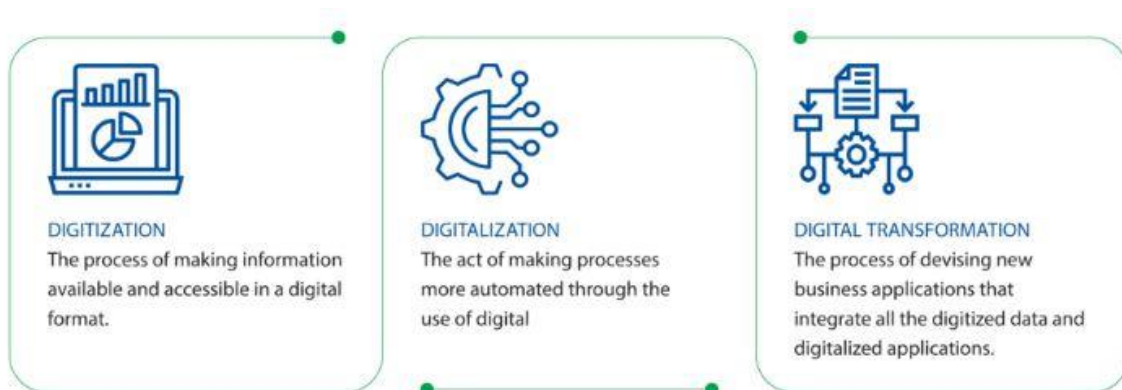 DIGITIZATION
The process of making information
available and accessible in a digital
format.
DIGITALIZATION
The act of making processes
more automated through the
use of digital
DIGITAL TRANSFORMATION
The process of devising new
business applications that
integrate all the digitized data and
digitalized applications.